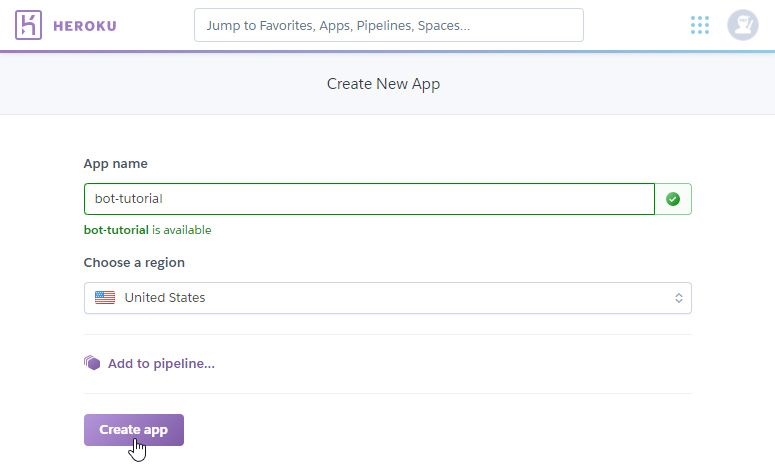 HEROKU
Jump to Favorites, Apps, Pipelines, Spaces...
Create New App
App name
bot-tutorial
bot-tutorial is available
Choose a region
United States
Add to pipeline...
Create app